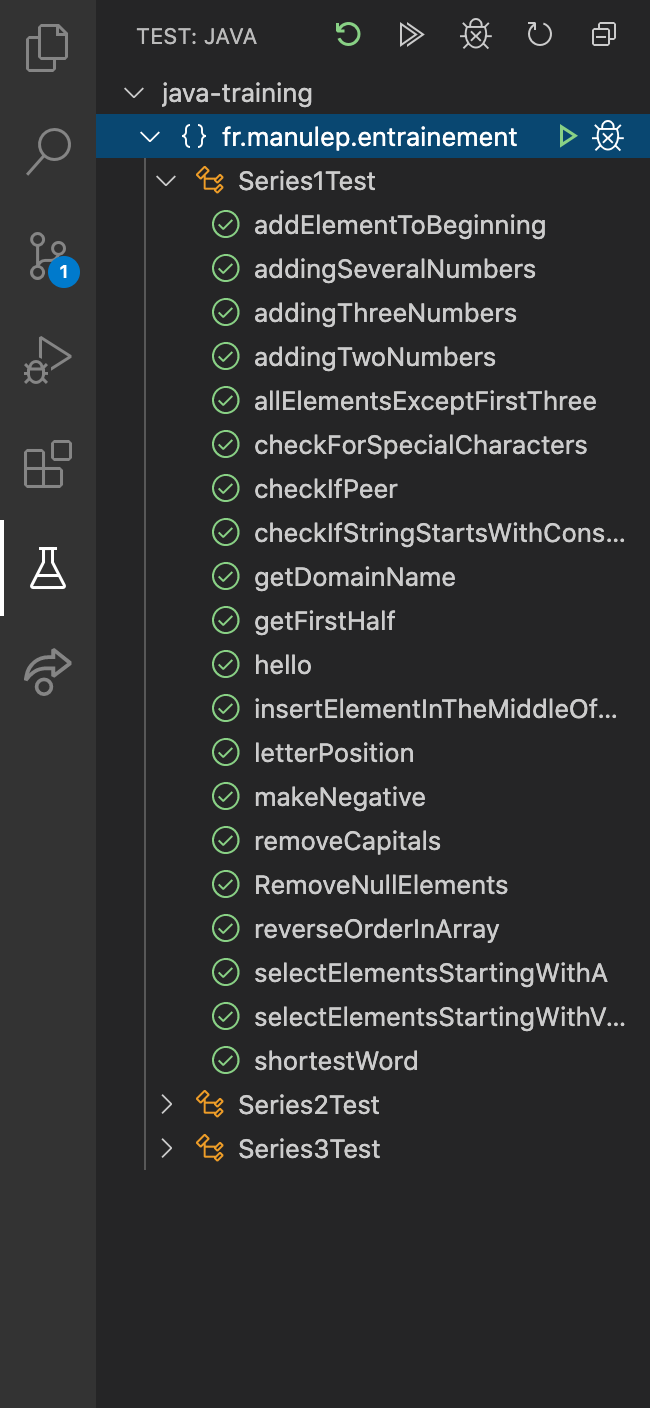 TEST: JAVA
java-training
{} fr.manulep.entrainement
Series1Test
addElementToBeginning
addingSeveralNumbers
addingThreeNumbers
addingTwoNumbers
allElementsExceptFirstThree
checkForSpecialCharacters
checkIfPeer
1
checkIfStringStartsWithCons...
getDomainName
getFirstHalf
hello
insertElementInTheMiddleOf...
letterPosition
makeNegative
removeCapitals
RemoveNullElements
reverseOrderInArray
selectElementsStartingWithA
selectElementsStartingWithV...
shortestWord
Series2Test
Series3Test